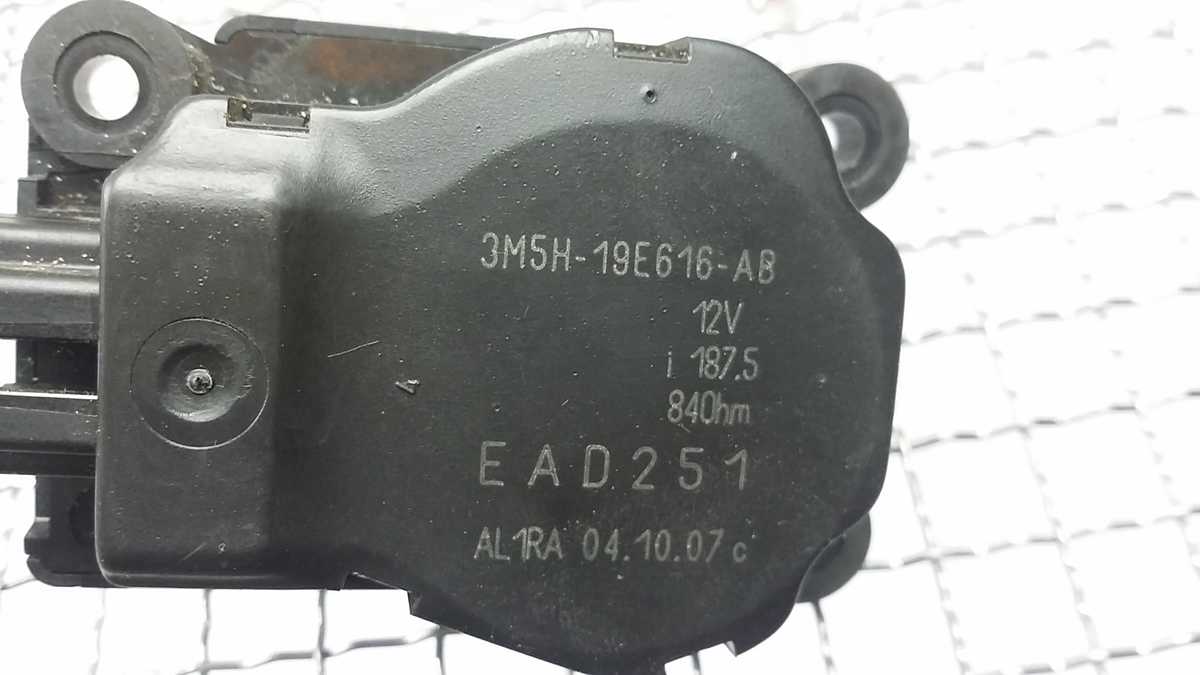 3M5H-19E616-AB
12V
i 187.5
84Ohm
EAD251
AL1RA 04.10.07 c